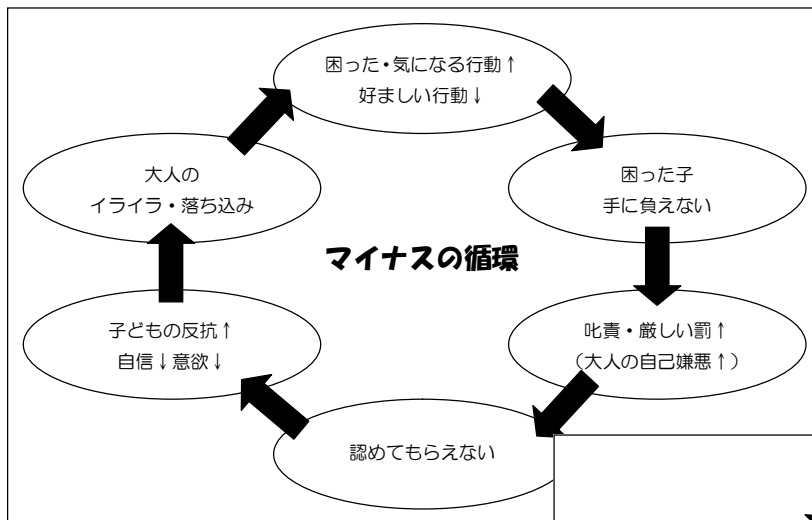 困った・気になる行動↑
好ましい行動↓
困った子
手に負えない
叱責・厳しい罰↑
（大人の自己嫌悪↑）
認めてもらえない
子どもの反抗↑
自信↓意欲↓
大人の
イライラ・落ち込み
マイナスの循環